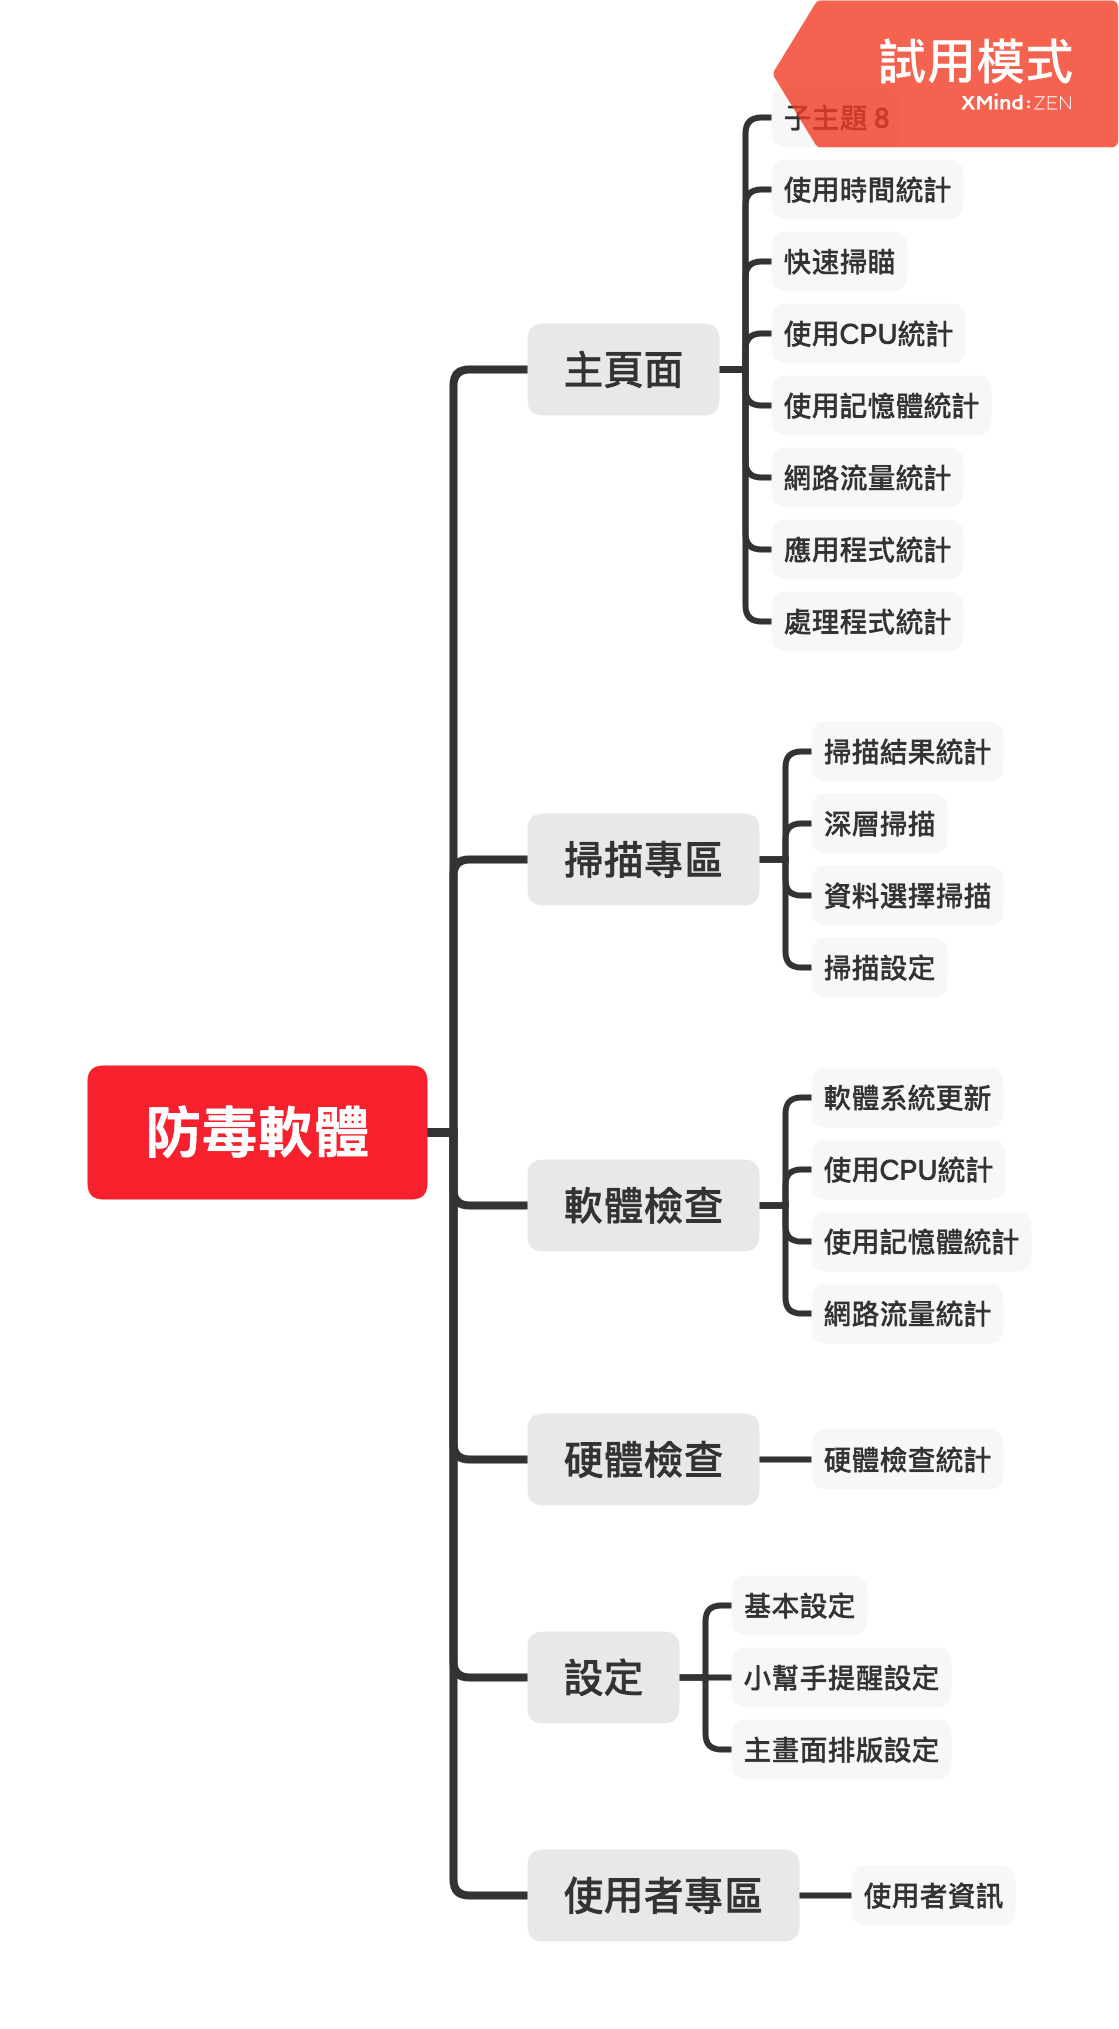 試用模式
XMind:ZEN
子主題 8
使用時間統計
快速掃瞄
使用CPU統計
使用記憶體統計
網路流量統計
應用程式統計
處理程式統計
主頁面
掃描結果統計
深層掃描
資料選擇掃描
掃描設定
掃描專區
防毒軟體
軟體系統更新
使用CPU統計
使用記憶體統計
網路流量統計
軟體檢查
硬體檢查
硬體檢查統計
基本設定
小幫手提醒設定
主畫面排版設定
設定
使用者專區
使用者資訊